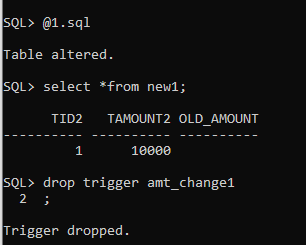 SQL> @1.sql
Table altered.
SQL> select *from new1;
TID2 TAMOUNT2 OLD_AMOUNT
---------- ---------- ----------
1 10000
SQL> drop trigger amt_change1
2 ;
Trigger dropped.